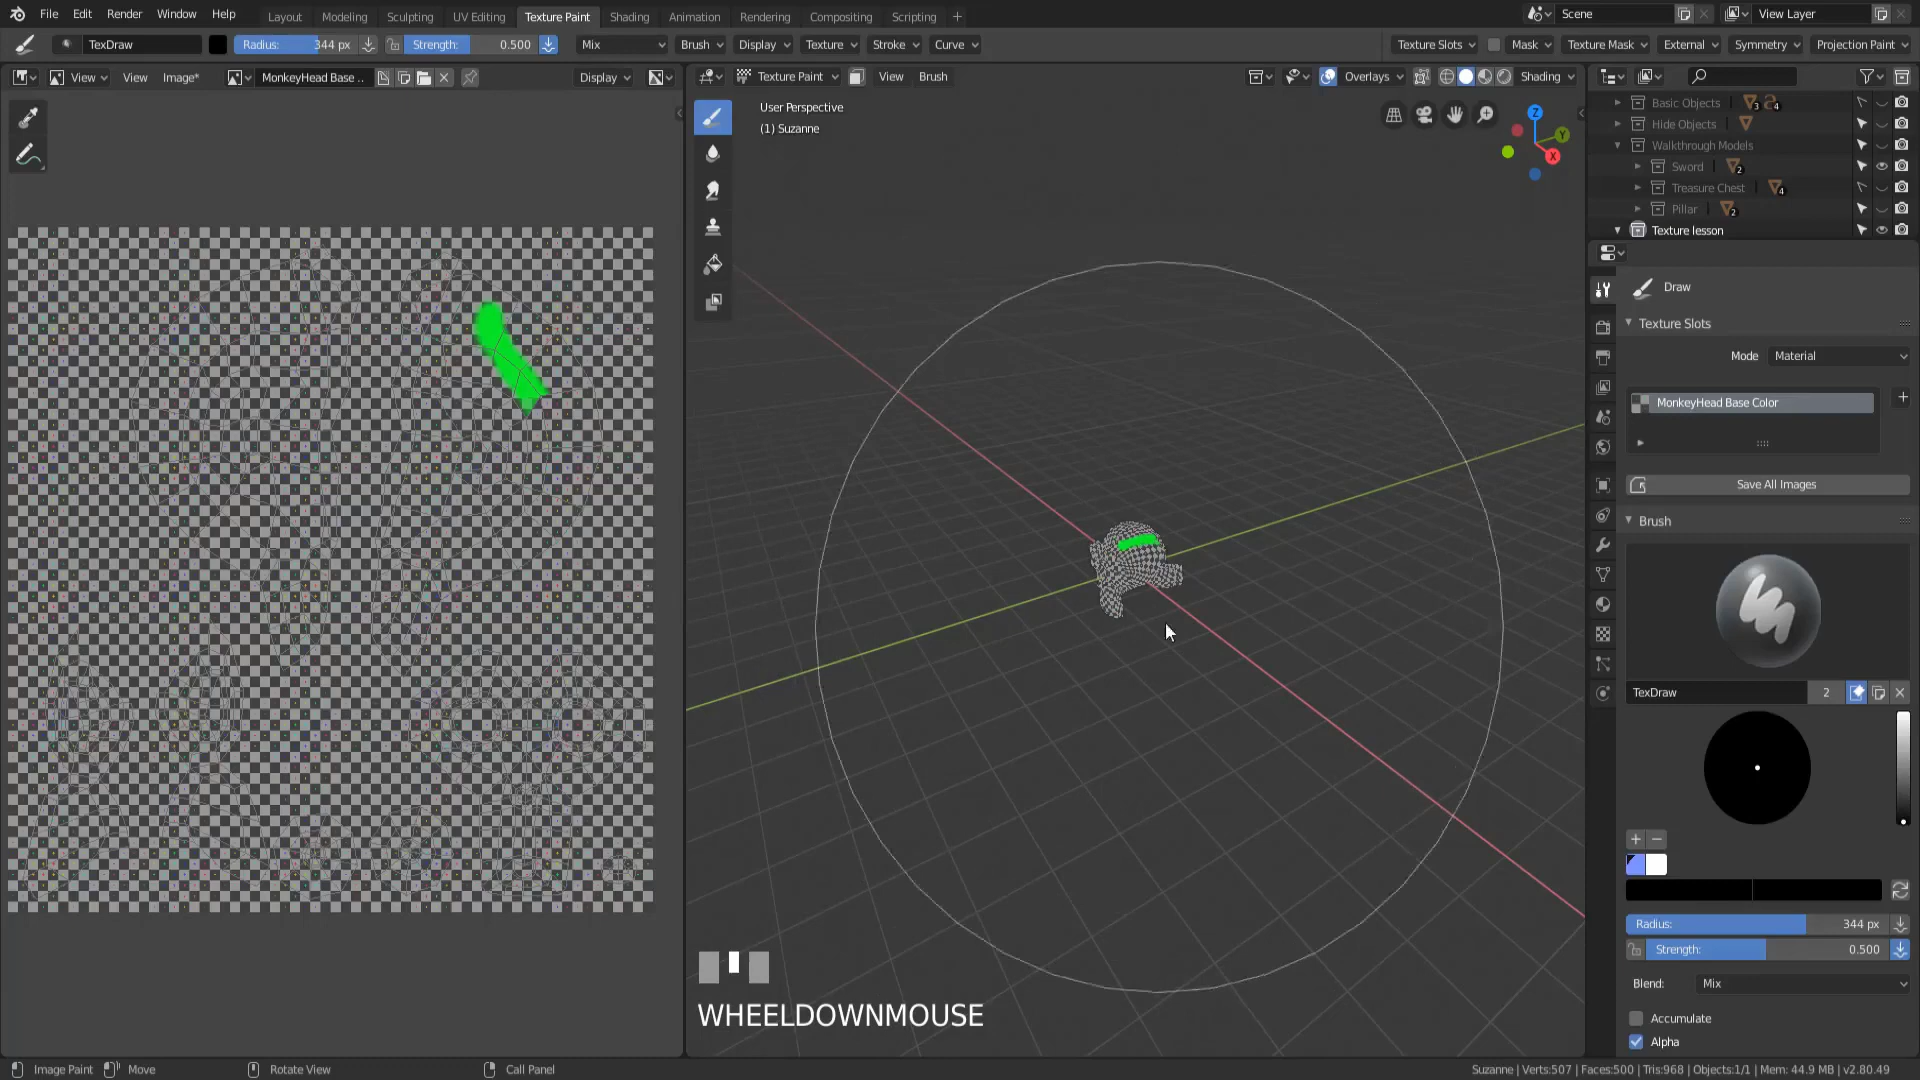 File Edit Render Window Help Layout Modeling Sculpting UV Editing Texture Paint Shading Animation Rendering Compositing Scripting + Scene View Layer
TexDraw Radius: 344 px Strength: 0.500 Mix Brush Display Texture Stroke Curve Texture Slots Mask Texture Mask External Symmetry Projection Paint
View View Image* MonkeyHead Base .. Display Texture Paint View Brush Overlays Shading
User Perspective
(1) Suzanne
Z
Y
X
Basic Objects 3 4
Hide Objects
Walkthrough Models
Sword 2
Treasure Chest 4
Pillar 2
Texture lesson
Draw
Texture Slots
Mode Material
MonkeyHead Base Color
Save All Images
Brush
TexDraw 2
Radius: 344 px
Strength: 0.500
Blend: Mix
Accumulate
Alpha
WHEELDOWNMOUSE
Image Paint Move Rotate View Call Panel Suzanne | Verts:507 | Faces:500 | Tris:968 | Objects:1/1 | Mem: 44.9 MB | v2.80.49